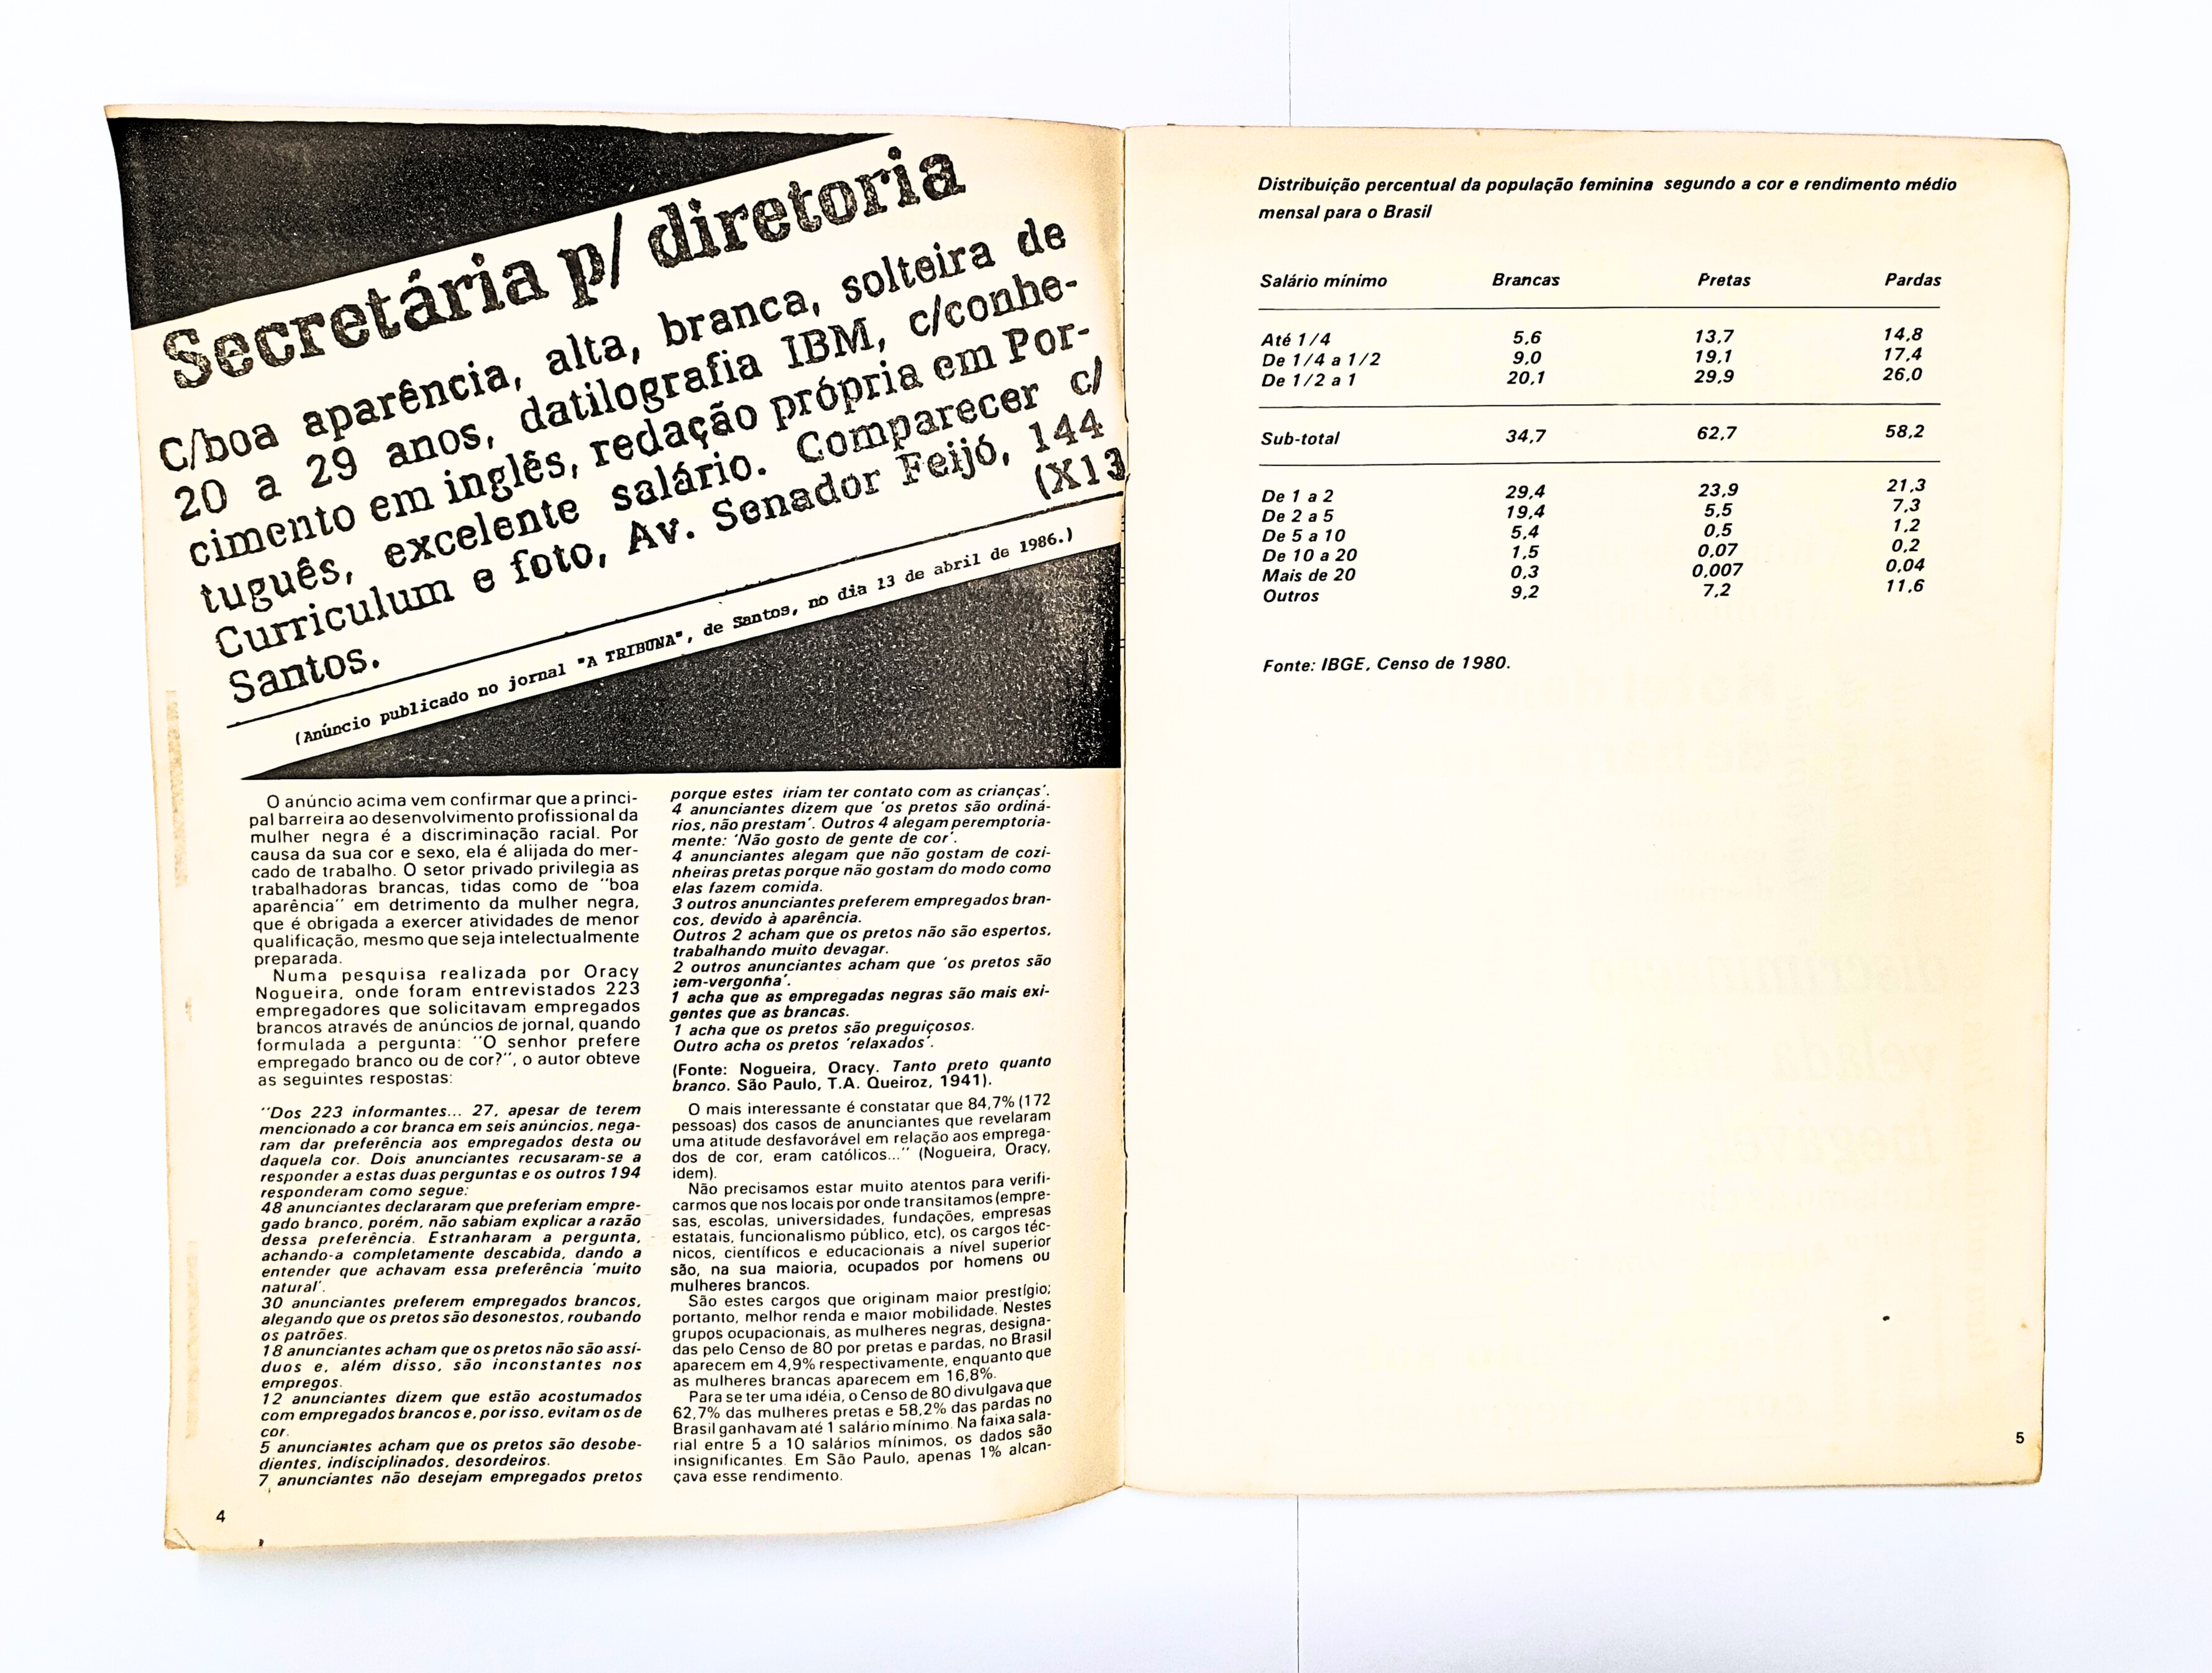 Secretária p/ diretoria
C/boa aparência, alta, branca, solteira de
20 a 29 anos, datilografia IBM, c/conhe-
cimento em inglês, redação própria em Por-
tuguês, excelente salário. Comparecer c/
Curriculum e foto, Av. Senador Feijó, 144
Santos. (X13
(Anúncio publicado no jornal "A TRIBUNA", de Santos, no dia 13 de abril de 1986.)
O anúncio acima vem confirmar que a princi-
pal barreira ao desenvolvimento profissional da
mulher negra é a discriminação racial. Por
causa da sua cor e sexo, ela é alijada do mer-
cado de trabalho. O setor privado privilegia as
trabalhadoras brancas, tidas como de "boa
aparência" em detrimento da mulher negra,
que é obrigada a exercer atividades de menor
qualificação, mesmo que seja intelectualmente
preparada.
Numa pesquisa realizada por Oracy
Nogueira, onde foram entrevistados 223
empregadores que solicitavam empregados
brancos através de anúncios de jornal, quando
formulada a pergunta: "O senhor prefere
empregado branco ou de cor?", o autor obteve
as seguintes respostas:
"Dos 223 informantes... 27, apesar de terem
mencionado a cor branca em seis anúncios, nega-
ram dar preferência aos empregados desta ou
daquela cor. Dois anunciantes recusaram-se a
responder a estas duas perguntas e os outros 194
responderam como segue:
48 anunciantes declararam que preferiam empre-
gado branco, porém, não sabiam explicar a razão
dessa preferência. Estranharam a pergunta,
achando-a completamente descabida, dando a
entender que achavam essa preferência 'muito
natural'.
30 anunciantes preferem empregados brancos,
alegando que os pretos são desonestos, roubando
os patrões.
18 anunciantes acham que os pretos não são assí-
duos e, além disso, são inconstantes nos
empregos.
12 anunciantes dizem que estão acostumados
com empregados brancos e, por isso, evitam os de
cor.
5 anunciantes acham que os pretos são desobe-
dientes, indisciplinados, desordeiros.
7 anunciantes não desejam empregados pretos
porque estes iriam ter contato com as crianças'.
4 anunciantes dizem que 'os pretos são ordiná-
rios, não prestam'. Outros 4 alegam peremptoria-
mente: 'Não gosto de gente de cor'.
4 anunciantes alegam que não gostam de cozi-
nheiras pretas porque não gostam do modo como
elas fazem comida.
3 outros anunciantes preferem empregados bran-
cos, devido à aparência.
Outros 2 acham que os pretos não são espertos,
trabalhando muito devagar.
2 outros anunciantes acham que 'os pretos são
sem-vergonha'.
1 acha que as empregadas negras são mais exi-
gentes que as brancas.
1 acha que os pretos são preguiçosos.
Outro acha os pretos 'relaxados'.
(Fonte: Nogueira, Oracy. Tanto preto quanto
branco. São Paulo, T.A. Queiroz, 1941).
O mais interessante é constatar que 84,7% (172
pessoas) dos casos de anunciantes que revelaram
uma atitude desfavorável em relação aos emprega-
dos de cor, eram católicos..." (Nogueira, Oracy,
idem).
Não precisamos estar muito atentos para verifi-
carmos que nos locais por onde transitamos (empre-
sas, escolas, universidades, fundações, empresas
estatais, funcionalismo público, etc), os cargos téc-
nicos, científicos e educacionais a nível superior
são, na sua maioria, ocupados por homens ou
mulheres brancos.
São estes cargos que originam maior prestígio;
portanto, melhor renda e maior mobilidade. Nestes
grupos ocupacionais, as mulheres negras, designa-
das pelo Censo de 80 por pretas e pardas, no Brasil
aparecem em 4,9% respectivamente, enquanto que
as mulheres brancas aparecem em 16,8%.
Para se ter uma idéia, o Censo de 80 divulgava que
62,7% das mulheres pretas e 58,2% das pardas no
Brasil ganhavam até 1 salário mínimo. Na faixa sala-
rial entre 5 a 10 salários mínimos, os dados são
insignificantes. Em São Paulo, apenas 1% alcan-
çava esse rendimento.
4
Distribuição percentual da população feminina segundo a cor e rendimento médio
mensal para o Brasil
Salário mínimo Brancas Pretas Pardas
Até 1/4 5,6 13,7 14,8
De 1/4 a 1/2 9,0 19,1 17,4
De 1/2 a 1 20,1 29,9 26,0
Sub-total 34,7 62,7 58,2
De 1 a 2 29,4 23,9 21,3
De 2 a 5 19,4 5,5 7,3
De 5 a 10 5,4 0,5 1,2
De 10 a 20 1,5 0,07 0,2
Mais de 20 0,3 0,007 0,04
Outros 9,2 7,2 11,6
Fonte: IBGE, Censo de 1980.
5